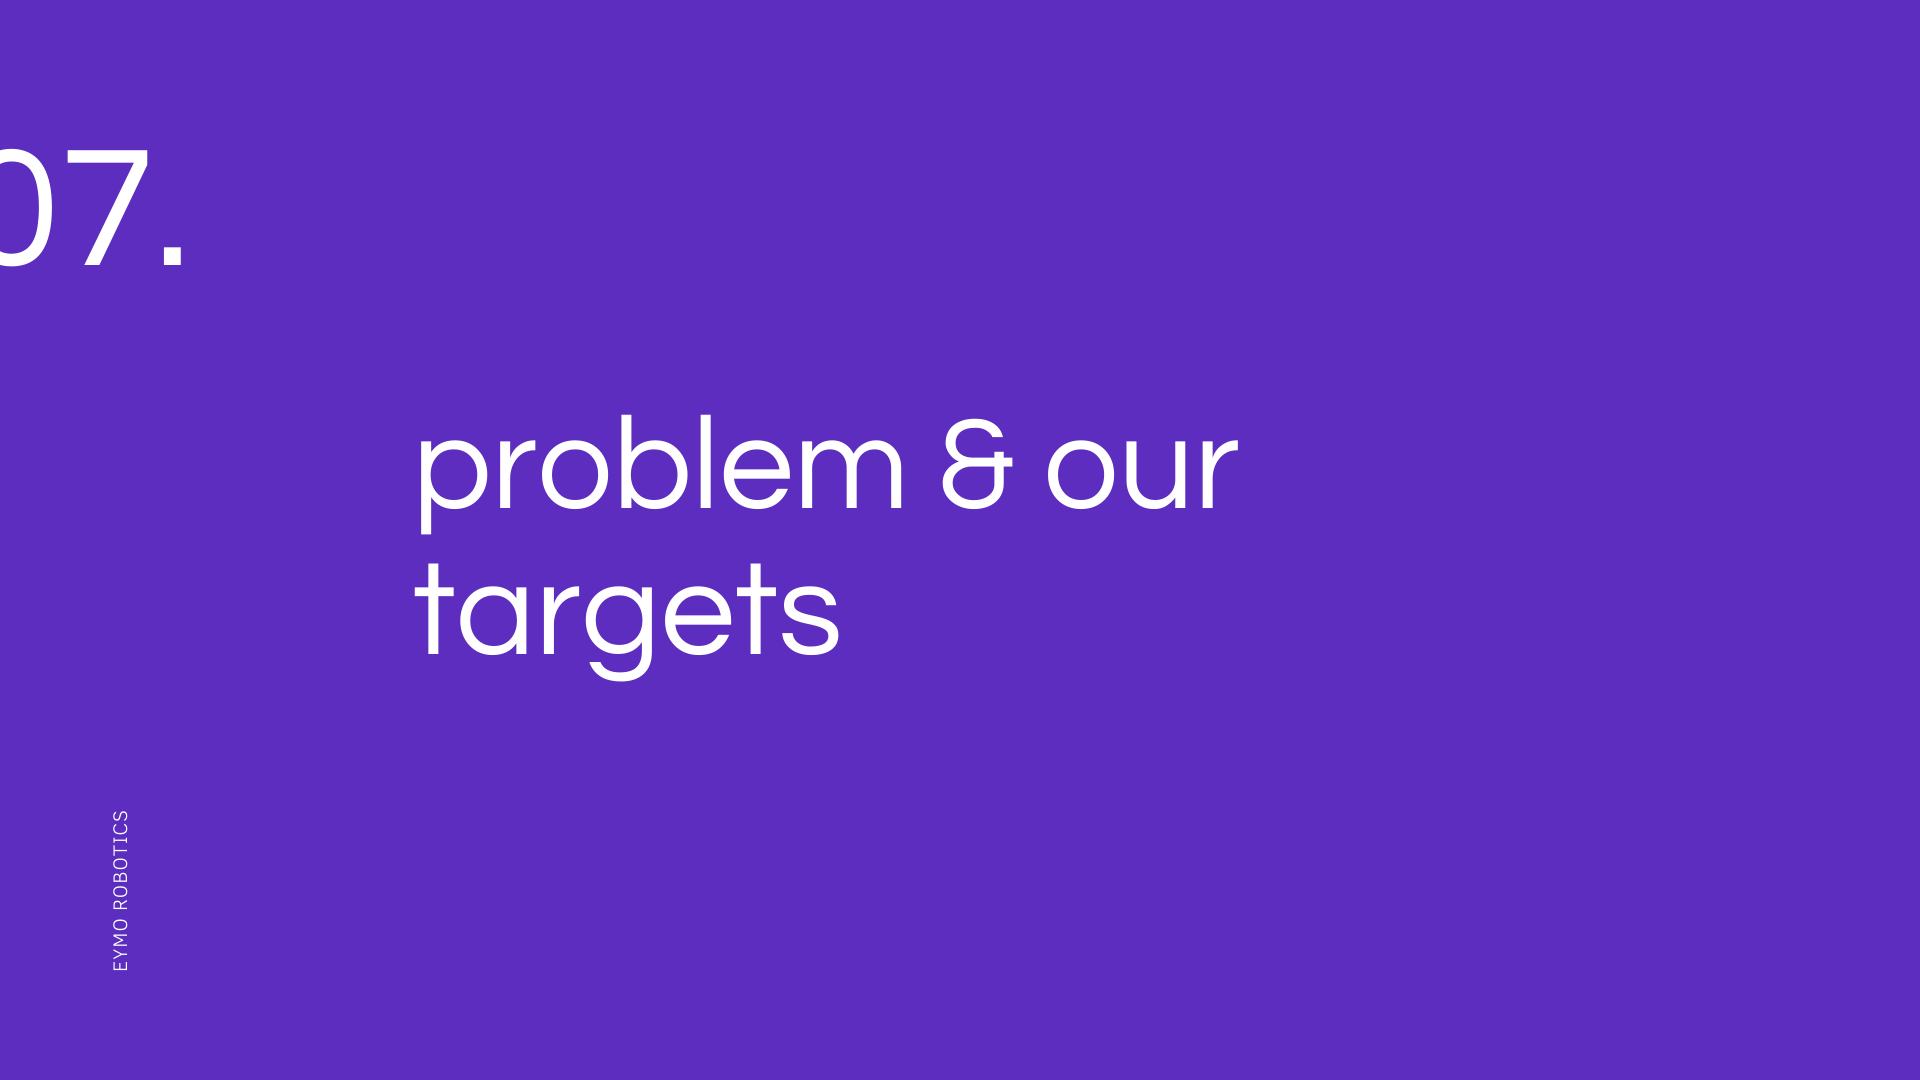 07.
problem & our
targets
EYMO ROBOTICS